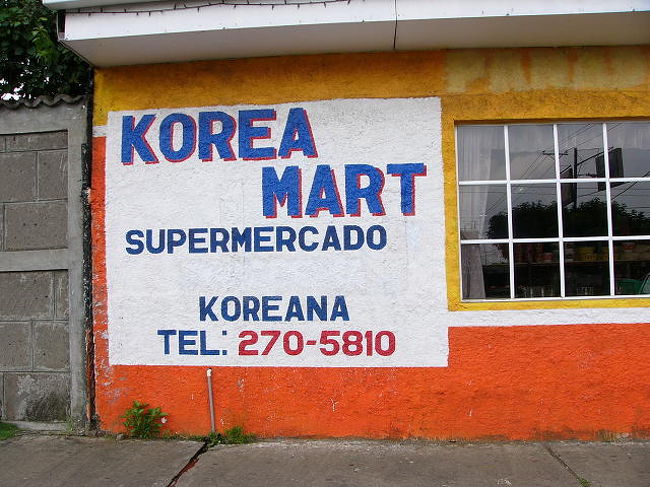 KOREA
MART
SUPERMERCADO
KOREANA
TEL: 270-5810